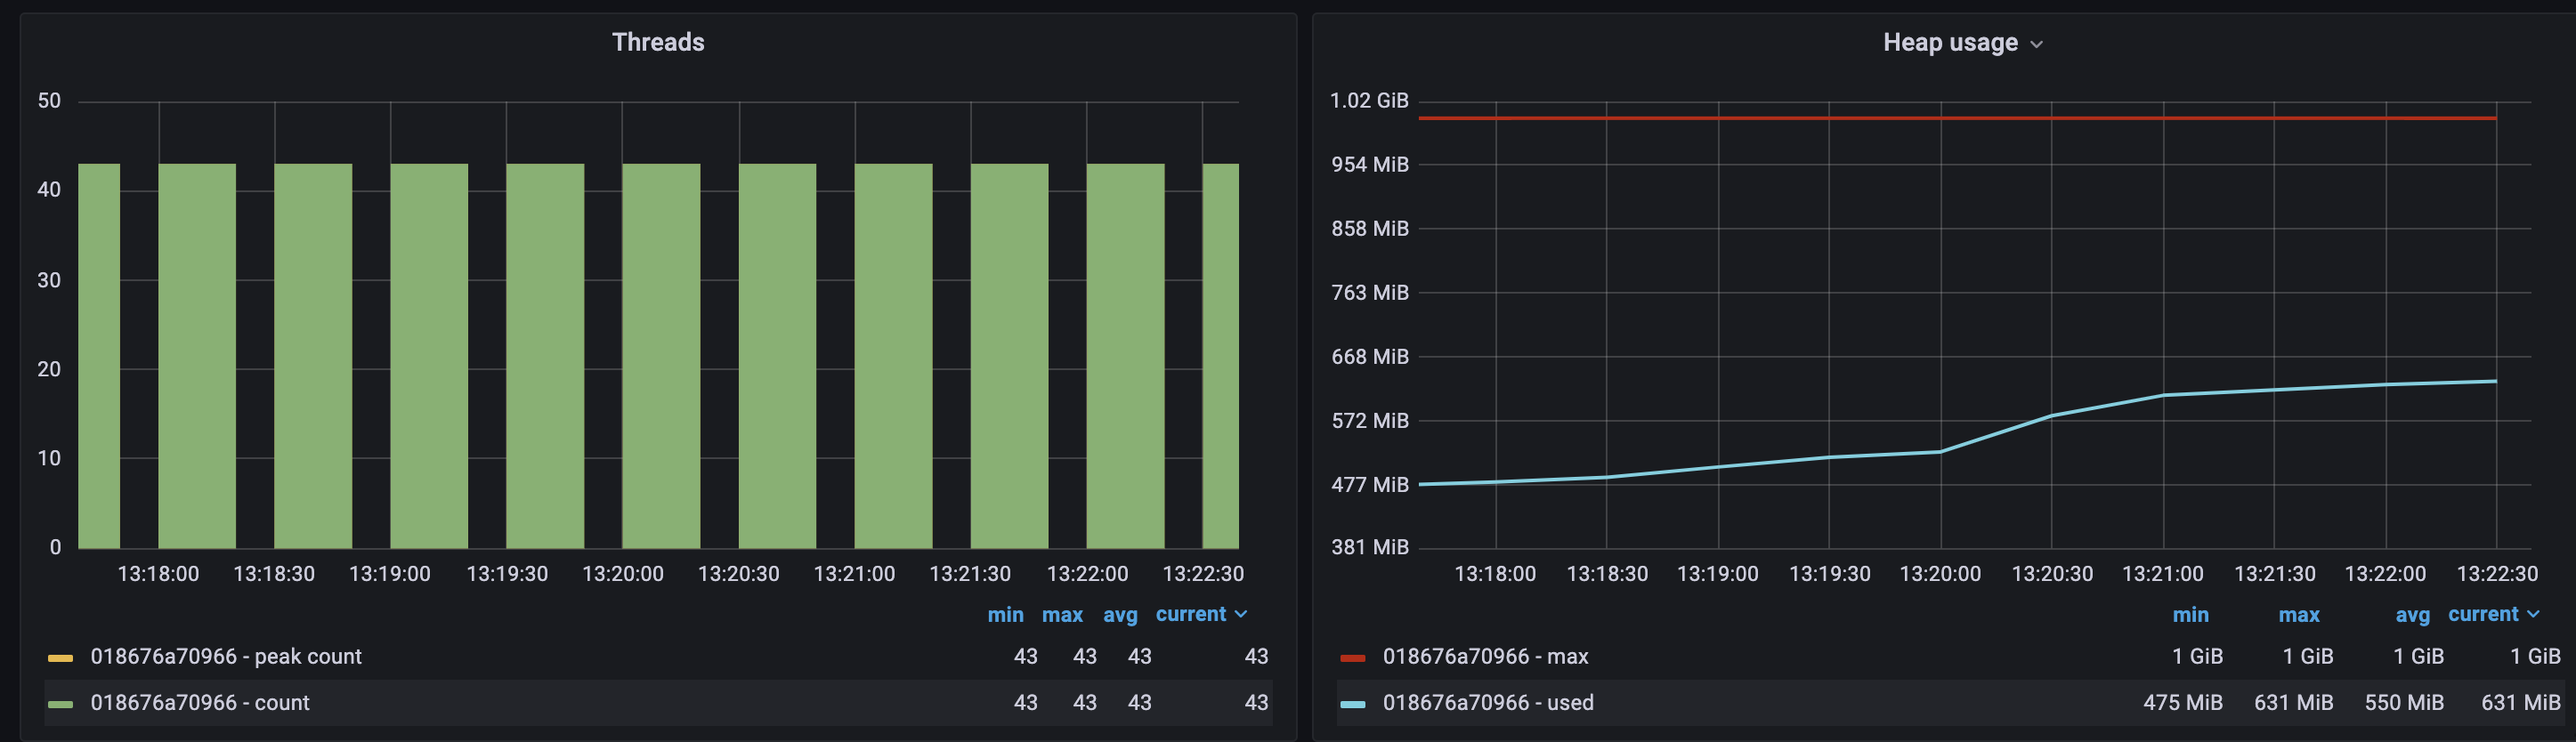 Threads
50
40
30
20
10
0
13:18:00 13:18:30 13:19:00 13:19:30 13:20:00 13:20:30 13:21:00 13:21:30 13:22:00 13:22:30
min max avg current
018676a70966 - peak count 43 43 43 43
018676a70966 - count 43 43 43 43
Heap usage
1.02 GiB
954 MiB
858 MiB
763 MiB
668 MiB
572 MiB
477 MiB
381 MiB
13:18:00 13:18:30 13:19:00 13:19:30 13:20:00 13:20:30 13:21:00 13:21:30 13:22:00 13:22:30
min max avg current
018676a70966 - max 1 GiB 1 GiB 1 GiB 1 GiB
018676a70966 - used 475 MiB 631 MiB 550 MiB 631 MiB